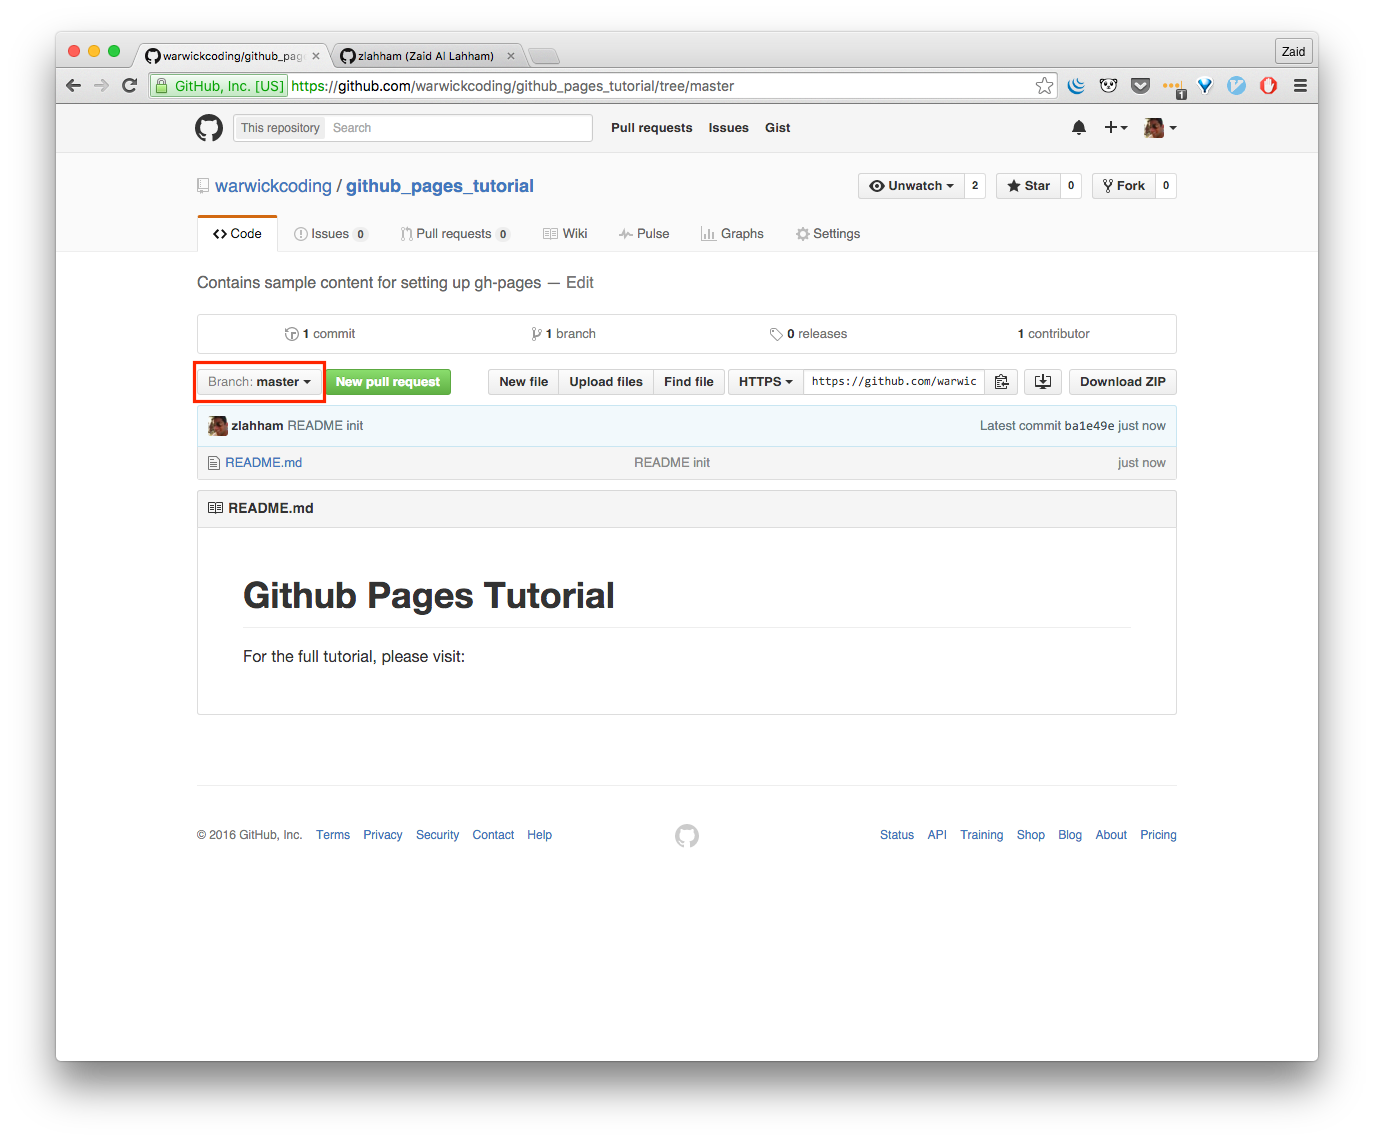 warwickcoding/github_pag
zlahham (Zaid Al Lahham)
Zaid
GitHub, Inc. [US] https://github.com/warwickcoding/github_pages_tutorial/tree/master
1
This repository Search Pull requests Issues Gist
warwickcoding / github_pages_tutorial
Unwatch 2 Star 0 Fork 0
Code Issues 0 Pull requests 0 Wiki Pulse Graphs Settings
Contains sample content for setting up gh-pages — Edit
1 commit 1 branch 0 releases 1 contributor
Branch: master New pull request New file Upload files Find file HTTPS https://github.com/warwic Download ZIP
zlahham README init Latest commit ba1e49e just now
README.md README init just now
README.md
Github Pages Tutorial
For the full tutorial, please visit:
© 2016 GitHub, Inc. Terms Privacy Security Contact Help Status API Training Shop Blog About Pricing